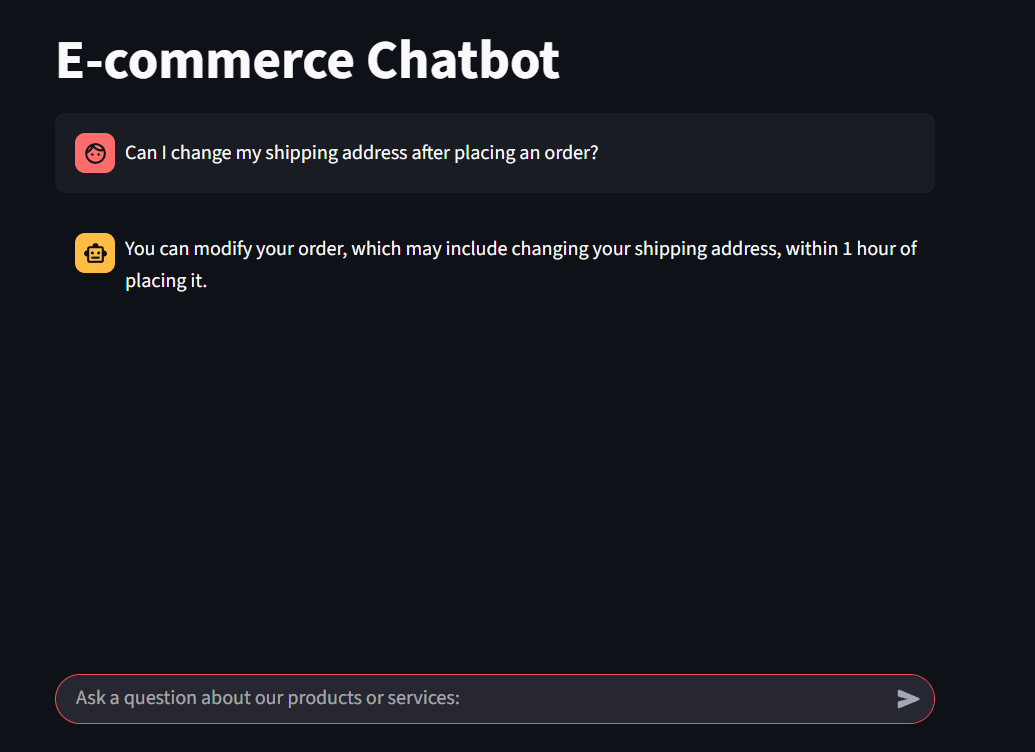 E-commerce Chatbot
Can I change my shipping address after placing an order?
You can modify your order, which may include changing your shipping address, within 1 hour of
placing it.
Ask a question about our products or services: